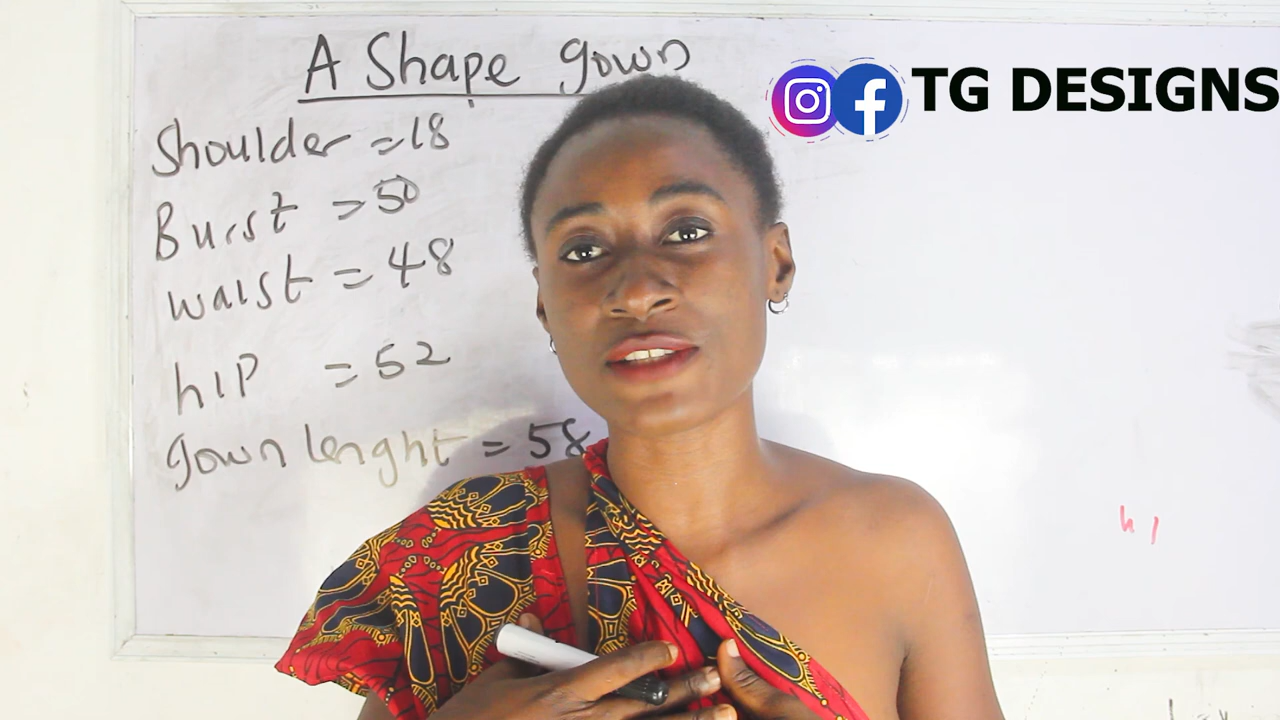 A Shape gown
TG DESIGNS
Shoulder = 18
Burst = 50
waist = 48
hip = 52
gown lenght = 58
h